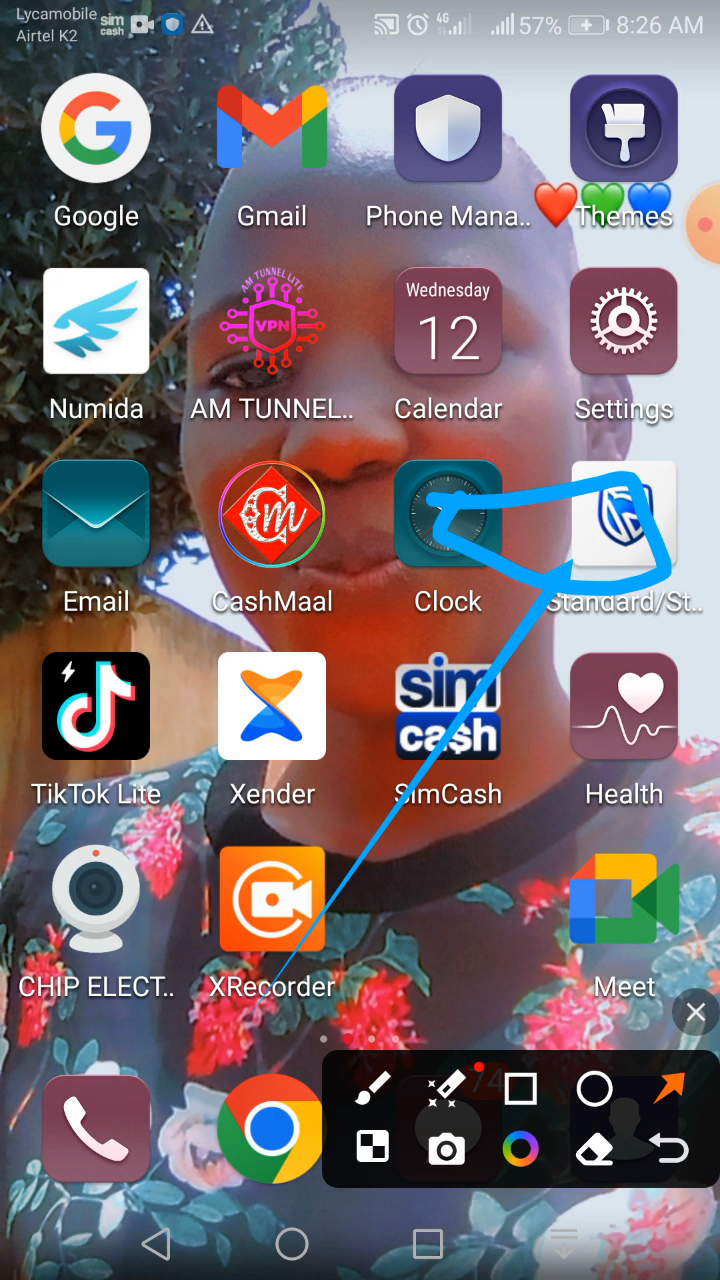 Lycamobile
Airtel K2
sim
cash
4G
57%
8:26 AM
Google
Gmail
Phone Mana..
Themes
AM TUNNEL LITE
VPN
Wednesday
12
Numida
AM TUNNEL..
Calendar
Settings
Cm
Email
CashMaal
Clock
Standard/St..
sim
cash
TikTok Lite
Xender
SimCash
Health
CHIP ELECT..
XRecorder
Meet
74